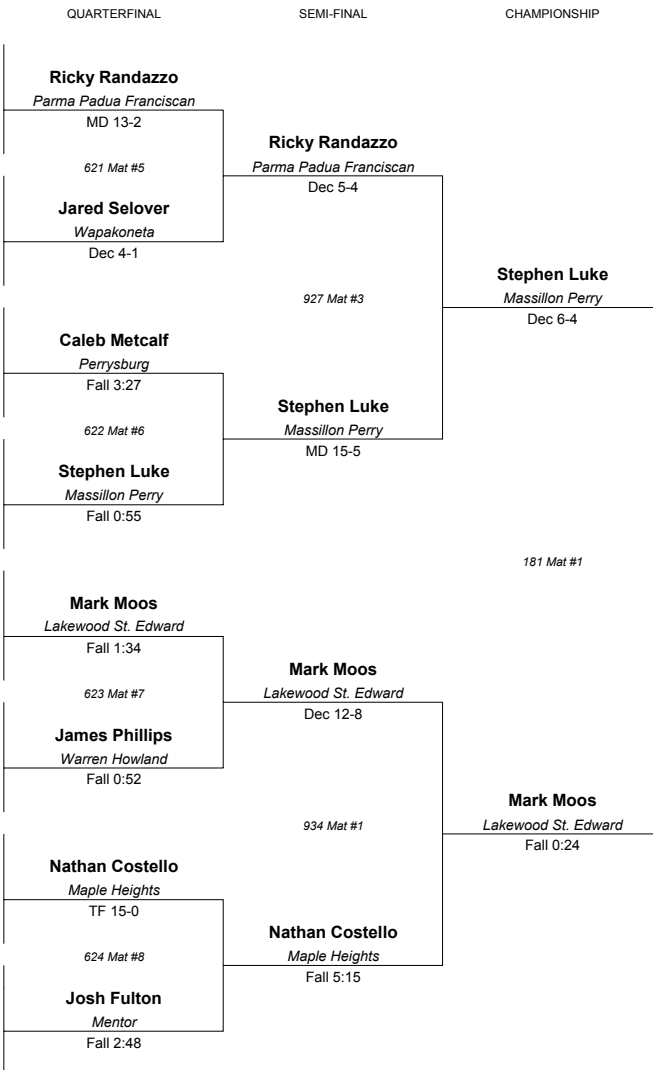 QUARTERFINAL
SEMI-FINAL
CHAMPIONSHIP
Ricky Randazzo
Parma Padua Franciscan
MD 13-2
621 Mat #5
Jared Selover
Wapakoneta
Dec 4-1
Caleb Metcalf
Perrysburg
Fall 3:27
622 Mat #6
Stephen Luke
Massillon Perry
Fall 0:55
Mark Moos
Lakewood St. Edward
Fall 1:34
623 Mat #7
James Phillips
Warren Howland
Fall 0:52
Nathan Costello
Maple Heights
TF 15-0
624 Mat #8
Josh Fulton
Mentor
Fall 2:48
Ricky Randazzo
Parma Padua Franciscan
Dec 5-4
927 Mat #3
Stephen Luke
Massillon Perry
MD 15-5
Mark Moos
Lakewood St. Edward
Dec 12-8
934 Mat #1
Nathan Costello
Maple Heights
Fall 5:15
Stephen Luke
Massillon Perry
Dec 6-4
181 Mat #1
Mark Moos
Lakewood St. Edward
Fall 0:24